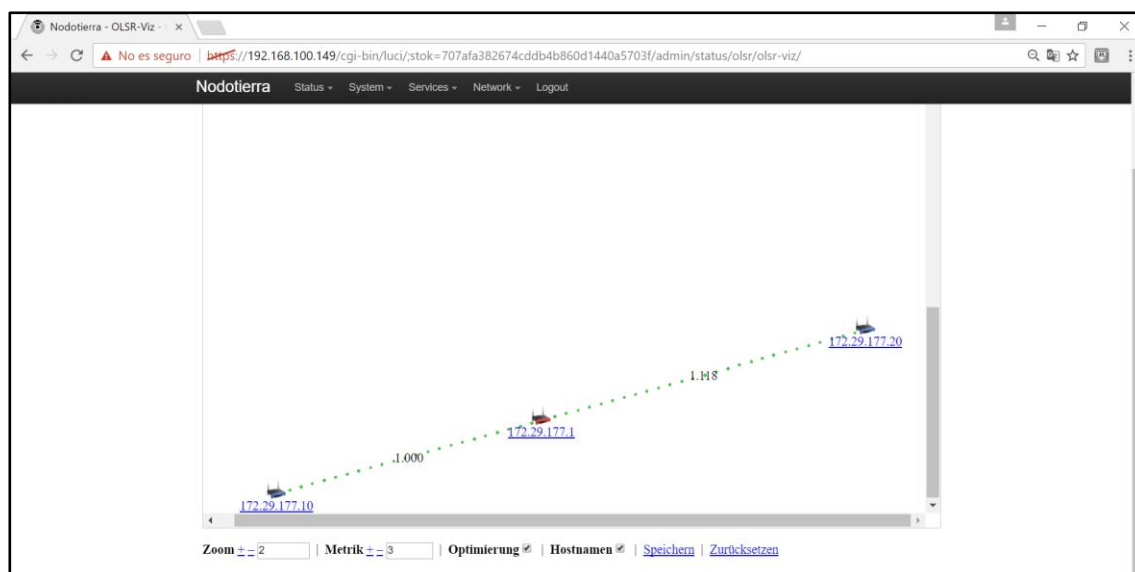 Nodotierra - OLSR-Viz -
No es seguro | https://192.168.100.149/cgi-bin/luci/;stok=707afa382674cddb4b860d1440a5703f/admin/status/olsr/olsr-viz/
Nodotierra Status System Services Network Logout
172.29.177.20
1.118
172.29.177.1
1.000
172.29.177.10
Zoom + – 2 | Metrik + – 3 | Optimierung | Hostnamen | Speichern | Zurücksetzen